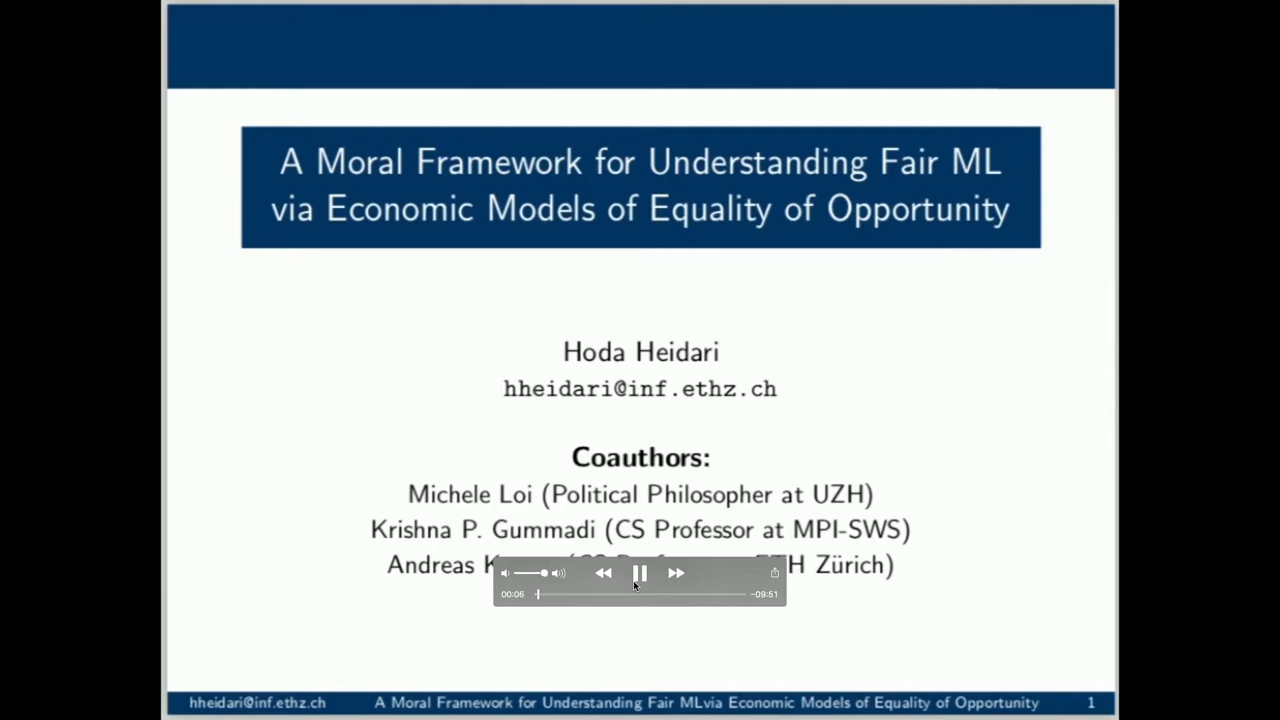 A Moral Framework for Understanding Fair ML
via Economic Models of Equality of Opportunity
Hoda Heidari
hheidari@inf.ethz.ch
Coauthors:
Michele Loi (Political Philosopher at UZH)
Krishna P. Gummadi (CS Professor at MPI-SWS)
Andreas Zürich)
00:06
-09:51
hheidari@inf.ethz.ch
A Moral Framework for Understanding Fair MLvia Economic Models of Equality of Opportunity
1